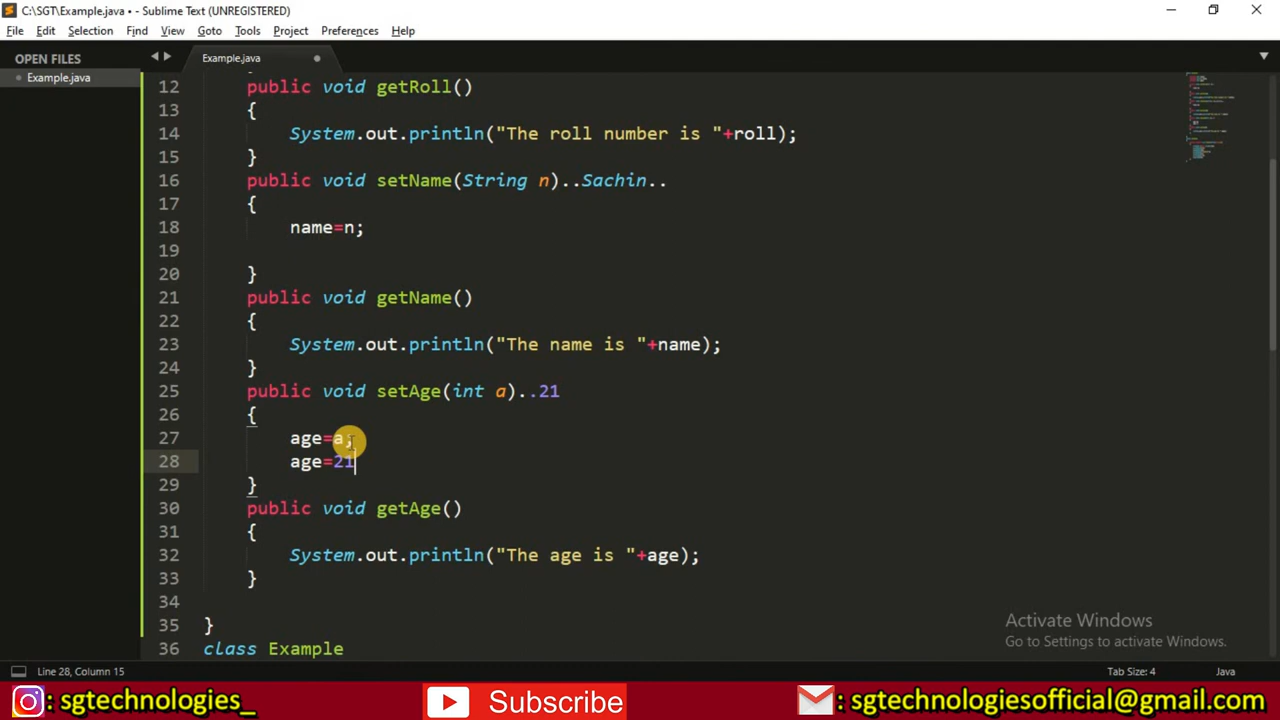 C:\SGT\Example.java • - Sublime Text (UNREGISTERED)
File Edit Selection Find View Goto Tools Project Preferences Help
OPEN FILES
Example.java
Example.java
12 public void getRoll()
13 {
14 System.out.println("The roll number is "+roll);
15 }
16 public void setName(String n)..Sachin..
17 {
18 name=n;
19
20 }
21 public void getName()
22 {
23 System.out.println("The name is "+name);
24 }
25 public void setAge(int a)..21
26 {
27 age=a;
28 age=21
29 }
30 public void getAge()
31 {
32 System.out.println("The age is "+age);
33 }
34
35 }
36 class Example
Activate Windows
Go to Settings to activate Windows.
Line 28, Column 15
Tab Size: 4
Java
: sgtechnologies_
Subscribe
: sgtechnologiesofficial@gmail.com